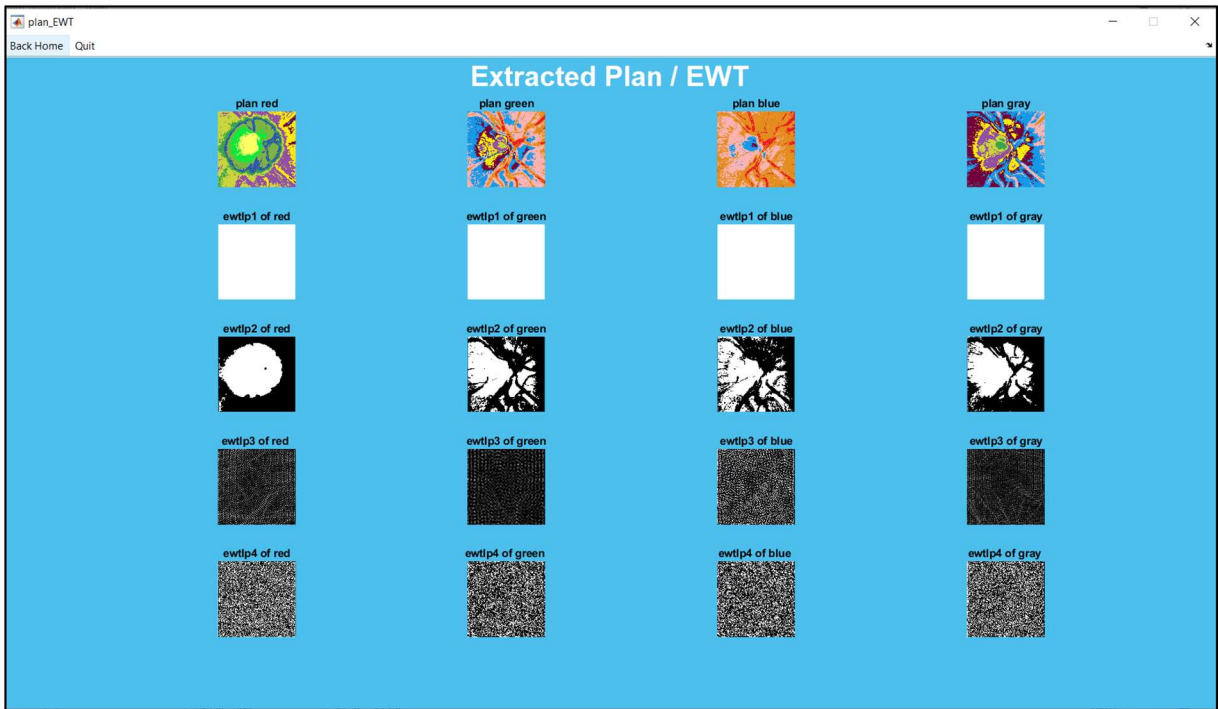 plan_EWT
Back Home Quit
Extracted Plan / EWT
plan red plan green plan blue plan gray
ewtlp1 of red ewtlp1 of green ewtlp1 of blue ewtlp1 of gray
ewtlp2 of red ewtlp2 of green ewtlp2 of blue ewtlp2 of gray
ewtlp3 of red ewtlp3 of green ewtlp3 of blue ewtlp3 of gray
ewtlp4 of red ewtlp4 of green ewtlp4 of blue ewtlp4 of gray